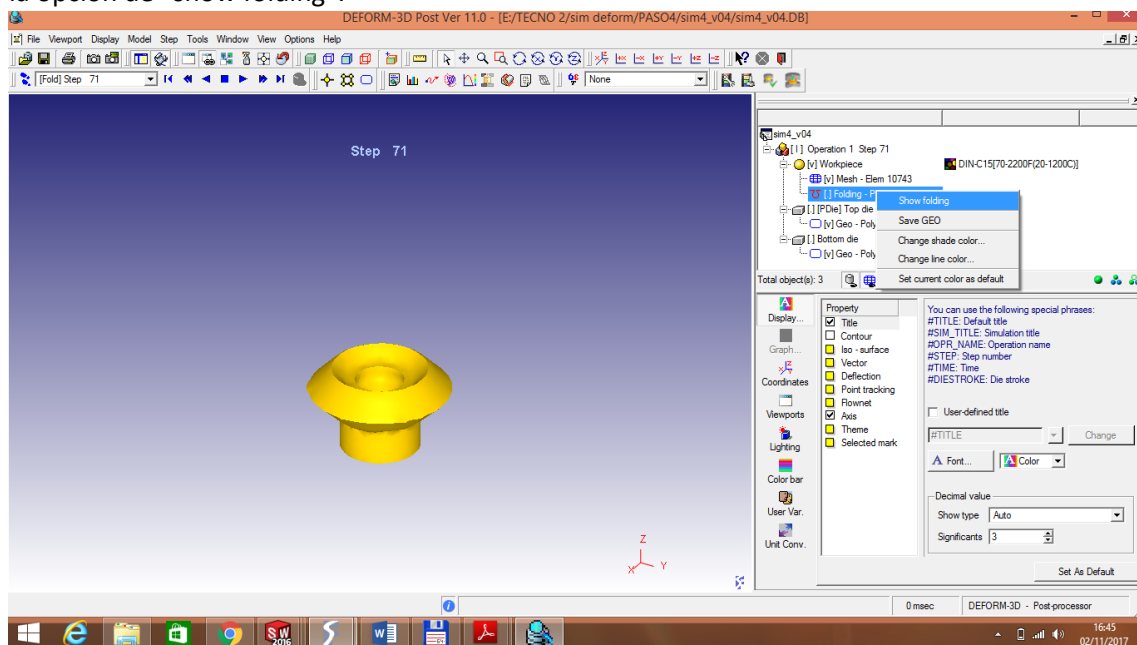 la opción de "show folding".
DEFORM-3D Post Ver 11.0 - [E:/TECNO 2/sim deform/PASO4/sim4_v04/sim4_v04.DB]
File Viewport Display Model Step Tools Window View Options Help
[Fold] Step 71
None
Step 71
sim4_v04
[1] Operation 1 Step 71
[v] Workpiece
DIN-C15[70-2200F(20-1200C)]
[v] Mesh - Elem 10743
[.] Folding - P
[.] [PDie] Top die
[v] Geo - Poly
[.] Bottom die
[v] Geo - Poly
Show folding
Save GEO
Change shade color...
Change line color...
Set current color as default
Total object(s): 3
Display...
Graph...
Coordinates
Viewports
Lighting
Color bar
User Var.
Unit Conv.
Property
Title
Contour
Iso - surface
Vector
Deflection
Point tracking
Flownet
Axis
Theme
Selected mark
You can use the following special phrases:
#TITLE: Default title
#SIM_TITLE: Simulation title
#OPR_NAME: Operation name
#STEP: Step number
#TIME: Time
#DIESTROKE: Die stroke
User-defined title
#TITLE
Change
A Font...
Color
Decimal value
Show type Auto
Significants 3
Set As Default
Z
X Y
0 msec
DEFORM-3D - Post-processor
16:45
02/11/2017